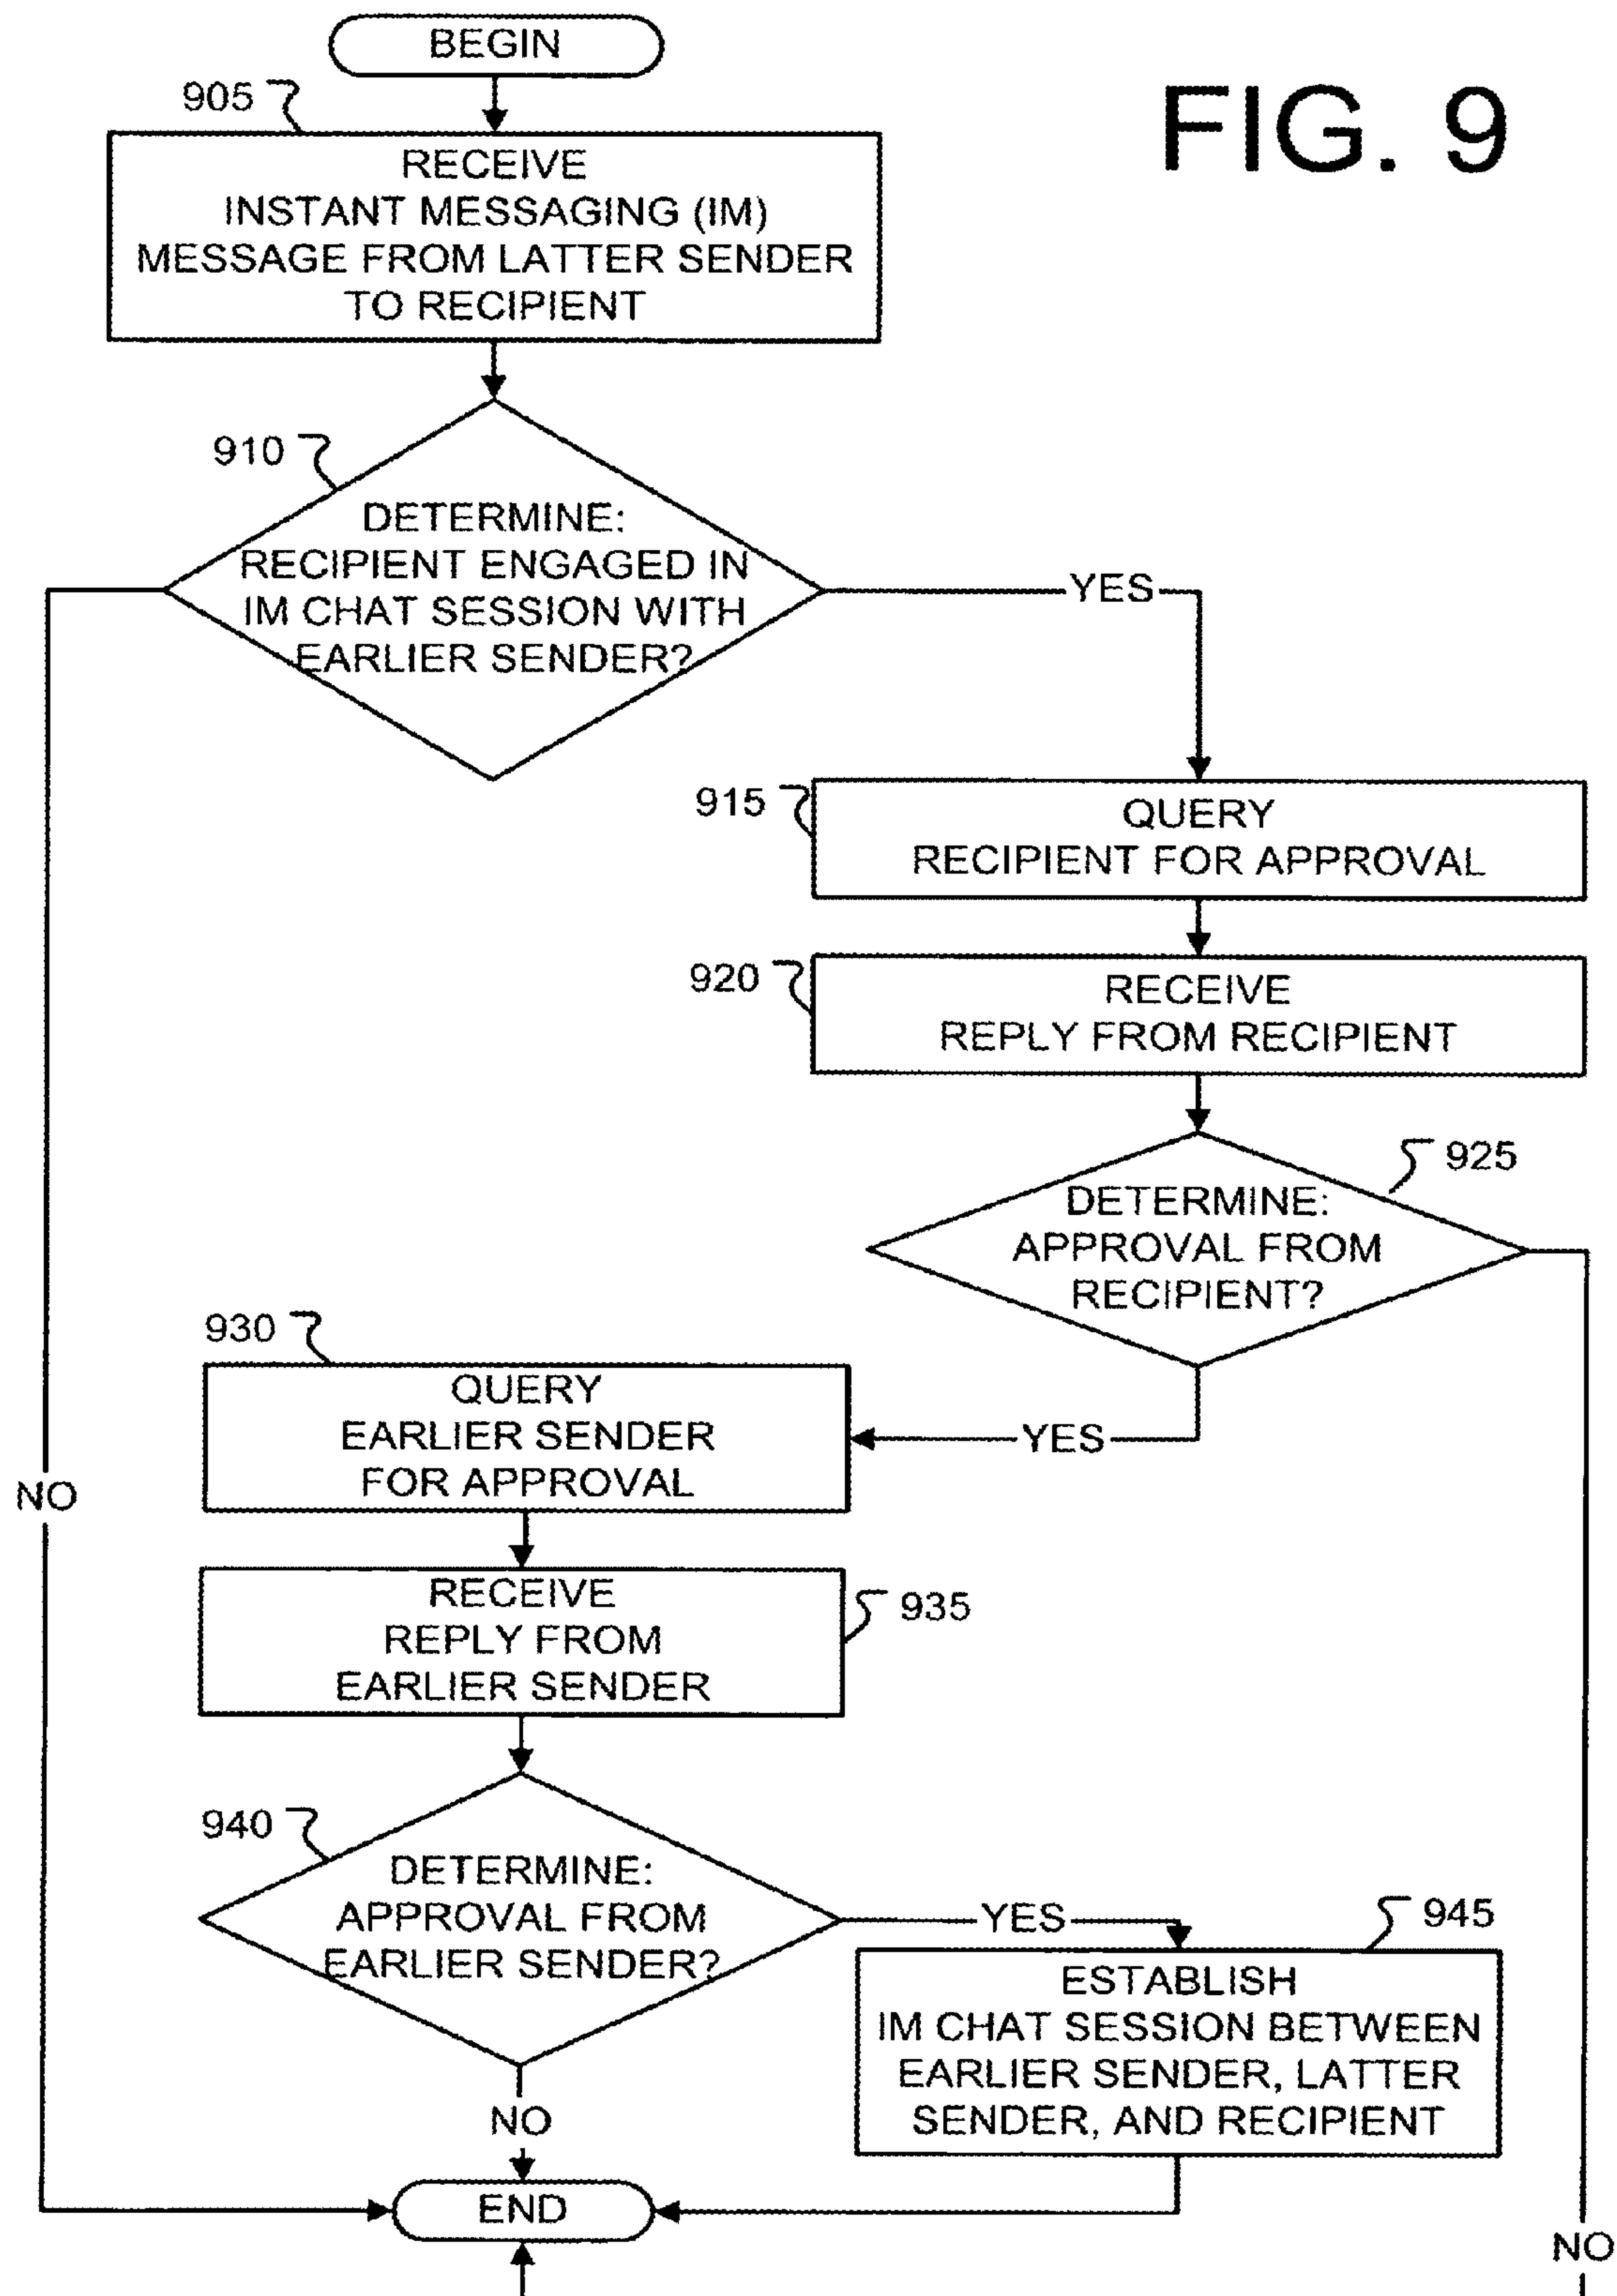 BEGIN
FIG. 9
905
RECEIVE
INSTANT MESSAGING (IM)
MESSAGE FROM LATTER SENDER
TO RECIPIENT
910
DETERMINE:
RECIPIENT ENGAGED IN
IM CHAT SESSION WITH
EARLIER SENDER?
YES
915
QUERY
RECIPIENT FOR APPROVAL
920
RECEIVE
REPLY FROM RECIPIENT
925
DETERMINE:
APPROVAL FROM
RECIPIENT?
930
QUERY
EARLIER SENDER
FOR APPROVAL
YES
NO
RECEIVE
REPLY FROM
EARLIER SENDER
935
940
DETERMINE:
APPROVAL FROM
EARLIER SENDER?
YES
945
ESTABLISH
IM CHAT SESSION BETWEEN
EARLIER SENDER, LATTER
SENDER, AND RECIPIENT
NO
END
NO